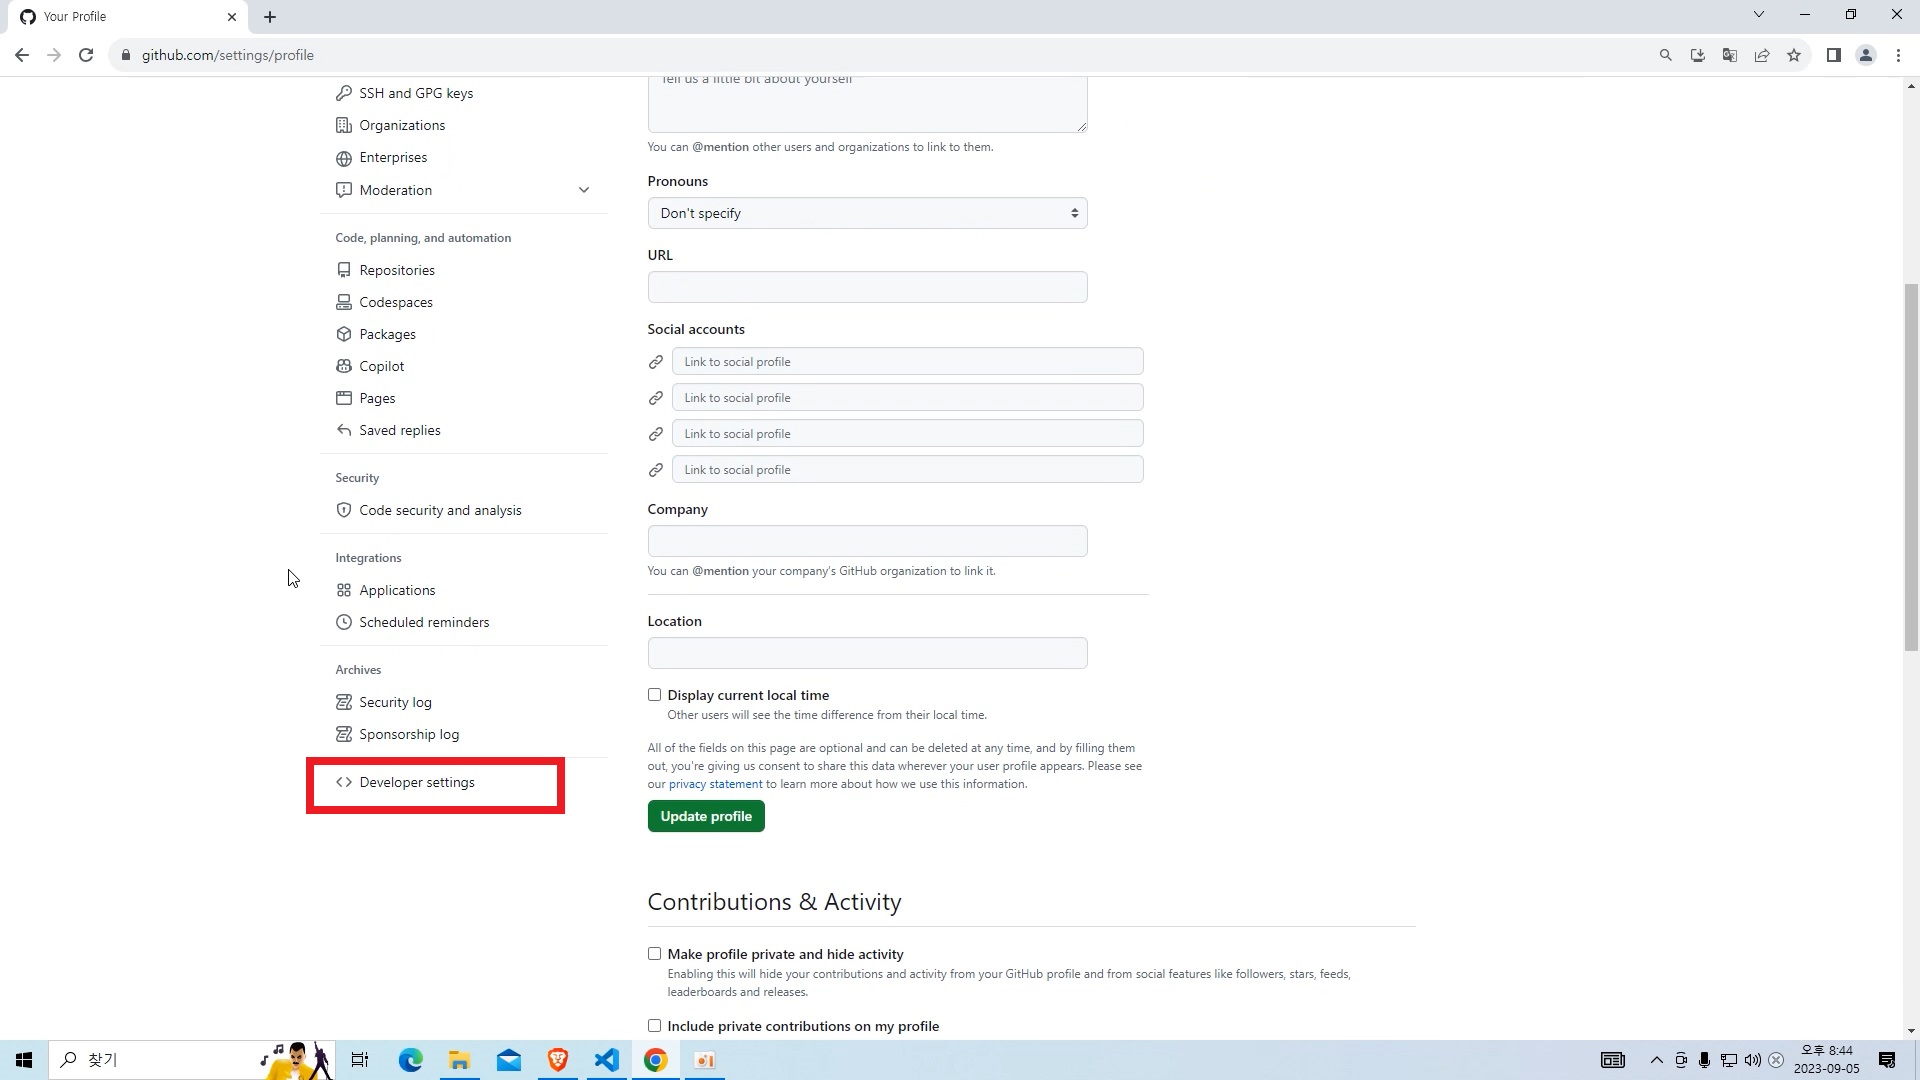 Your Profile
github.com/settings/profile
SSH and GPG keys
Organizations
Enterprises
Moderation
Code, planning, and automation
Repositories
Codespaces
Packages
Copilot
Pages
Saved replies
Security
Code security and analysis
Integrations
Applications
Scheduled reminders
Archives
Security log
Sponsorship log
Developer settings
Tell us a little bit about yourself
You can @mention other users and organizations to link to them.
Pronouns
Don't specify
URL
Social accounts
Link to social profile
Link to social profile
Link to social profile
Link to social profile
Company
You can @mention your company's GitHub organization to link it.
Location
Display current local time
Other users will see the time difference from their local time.
All of the fields on this page are optional and can be deleted at any time, and by filling them
out, you're giving us consent to share this data wherever your user profile appears. Please see
our privacy statement to learn more about how we use this information.
Update profile
Contributions & Activity
Make profile private and hide activity
Enabling this will hide your contributions and activity from your GitHub profile and from social features like followers, stars, feeds,
leaderboards and releases.
Include private contributions on my profile
찾기
오후 8:44
2023-09-05